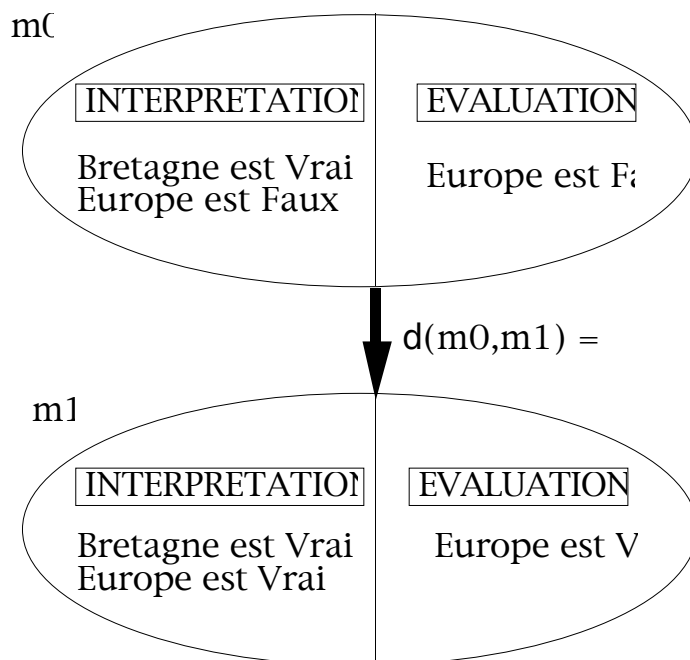 m0
INTERPRETATION
EVALUATION
Bretagne est Vrai
Europe est Faux
Europe est
d(m0,m1) =
m1
INTERPRETATION
EVALUATION
Bretagne est Vrai
Europe est Vrai
Europe est